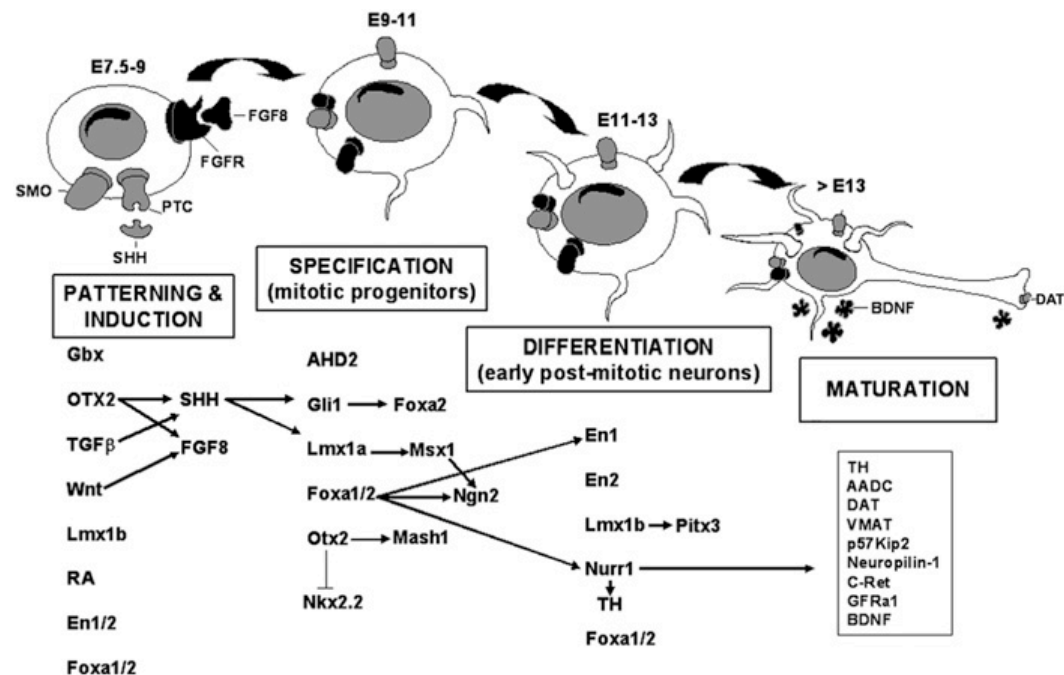 E7.5-9
FGF8
FGFR
SMO
PTC
SHH
E9-11
E11-13
> E13
BDNF
DAT
PATTERNING &
INDUCTION
SPECIFICATION
(mitotic progenitors)
DIFFERENTIATION
(early post-mitotic neurons)
MATURATION
Gbx
OTX2
SHH
TGFβ
FGF8
Wnt
Lmx1b
RA
En1/2
Foxa1/2
AHD2
Gli1
Foxa2
Lmx1a
Msx1
Foxa1/2
Ngn2
Otx2
Mash1
Nkx2.2
En1
En2
Lmx1b
Pitx3
Nurr1
TH
Foxa1/2
TH
AADC
DAT
VMAT
p57Kip2
Neuropilin-1
C-Ret
GFRa1
BDNF